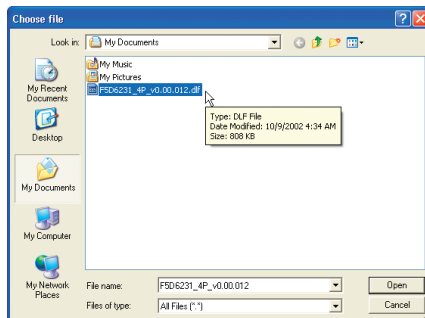 Choose file
Look in: My Documents
My Recent
Documents
Desktop
My Documents
My Computer
My Network
Places
My Music
My Pictures
F5D6231_4P_v0.00.012.dlf
Type: DLF File
Date Modified: 10/9/2002 4:34 AM
Size: 808 KB
File name: F5D6231_4P_v0.00.012 Open
Files of type: All Files (*.*) Cancel